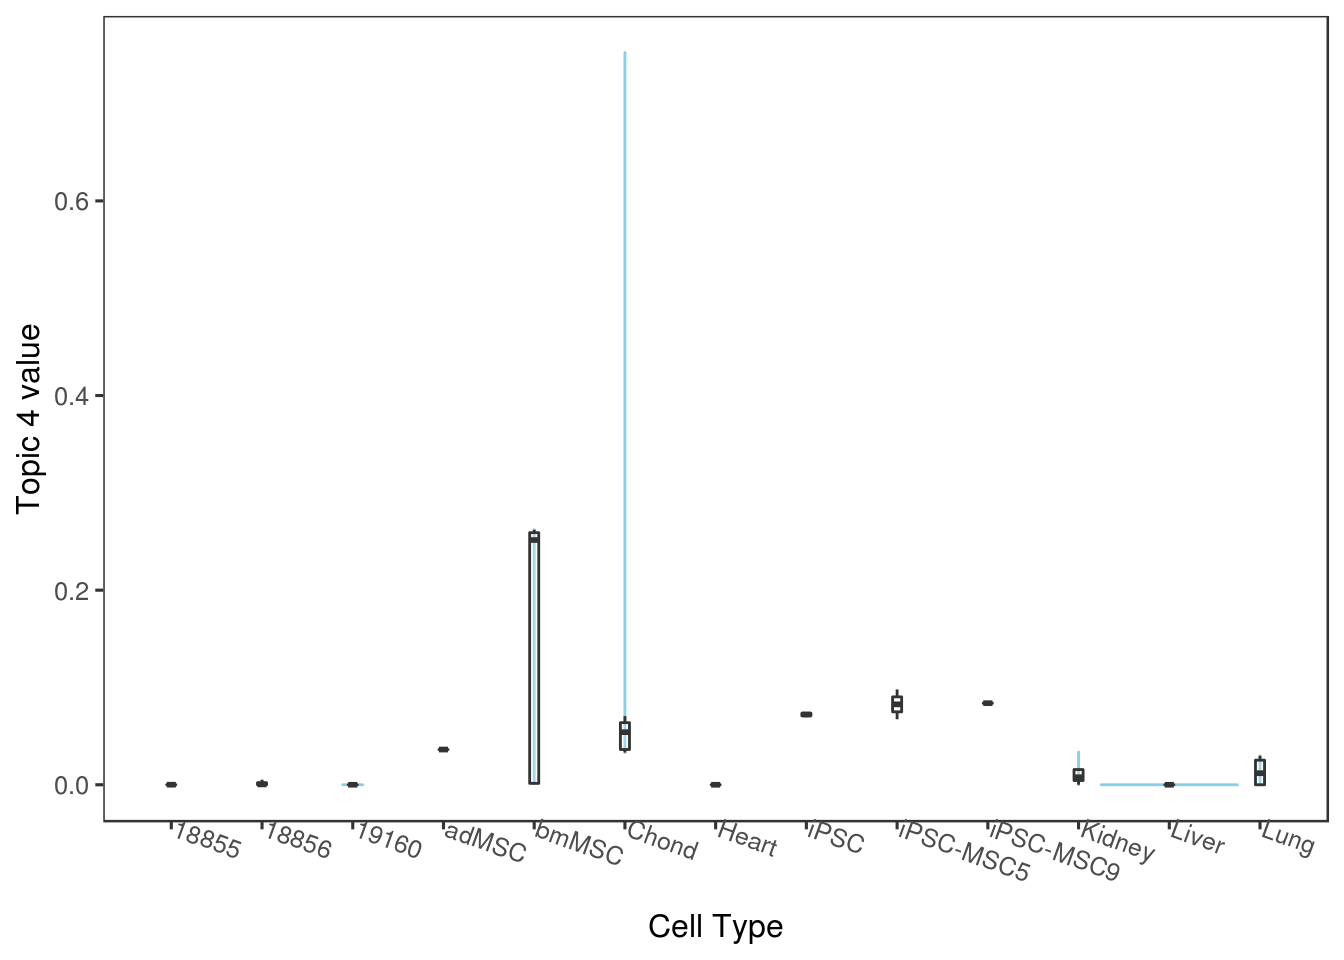 Topic 4 value
0.6
0.4
0.2
0.0
18855
18856
19160
adMSC
bmMSC
Chond
Heart
iPSC
iPSC-MSC5
iPSC-MSC9
Kidney
Liver
Lung
Cell Type